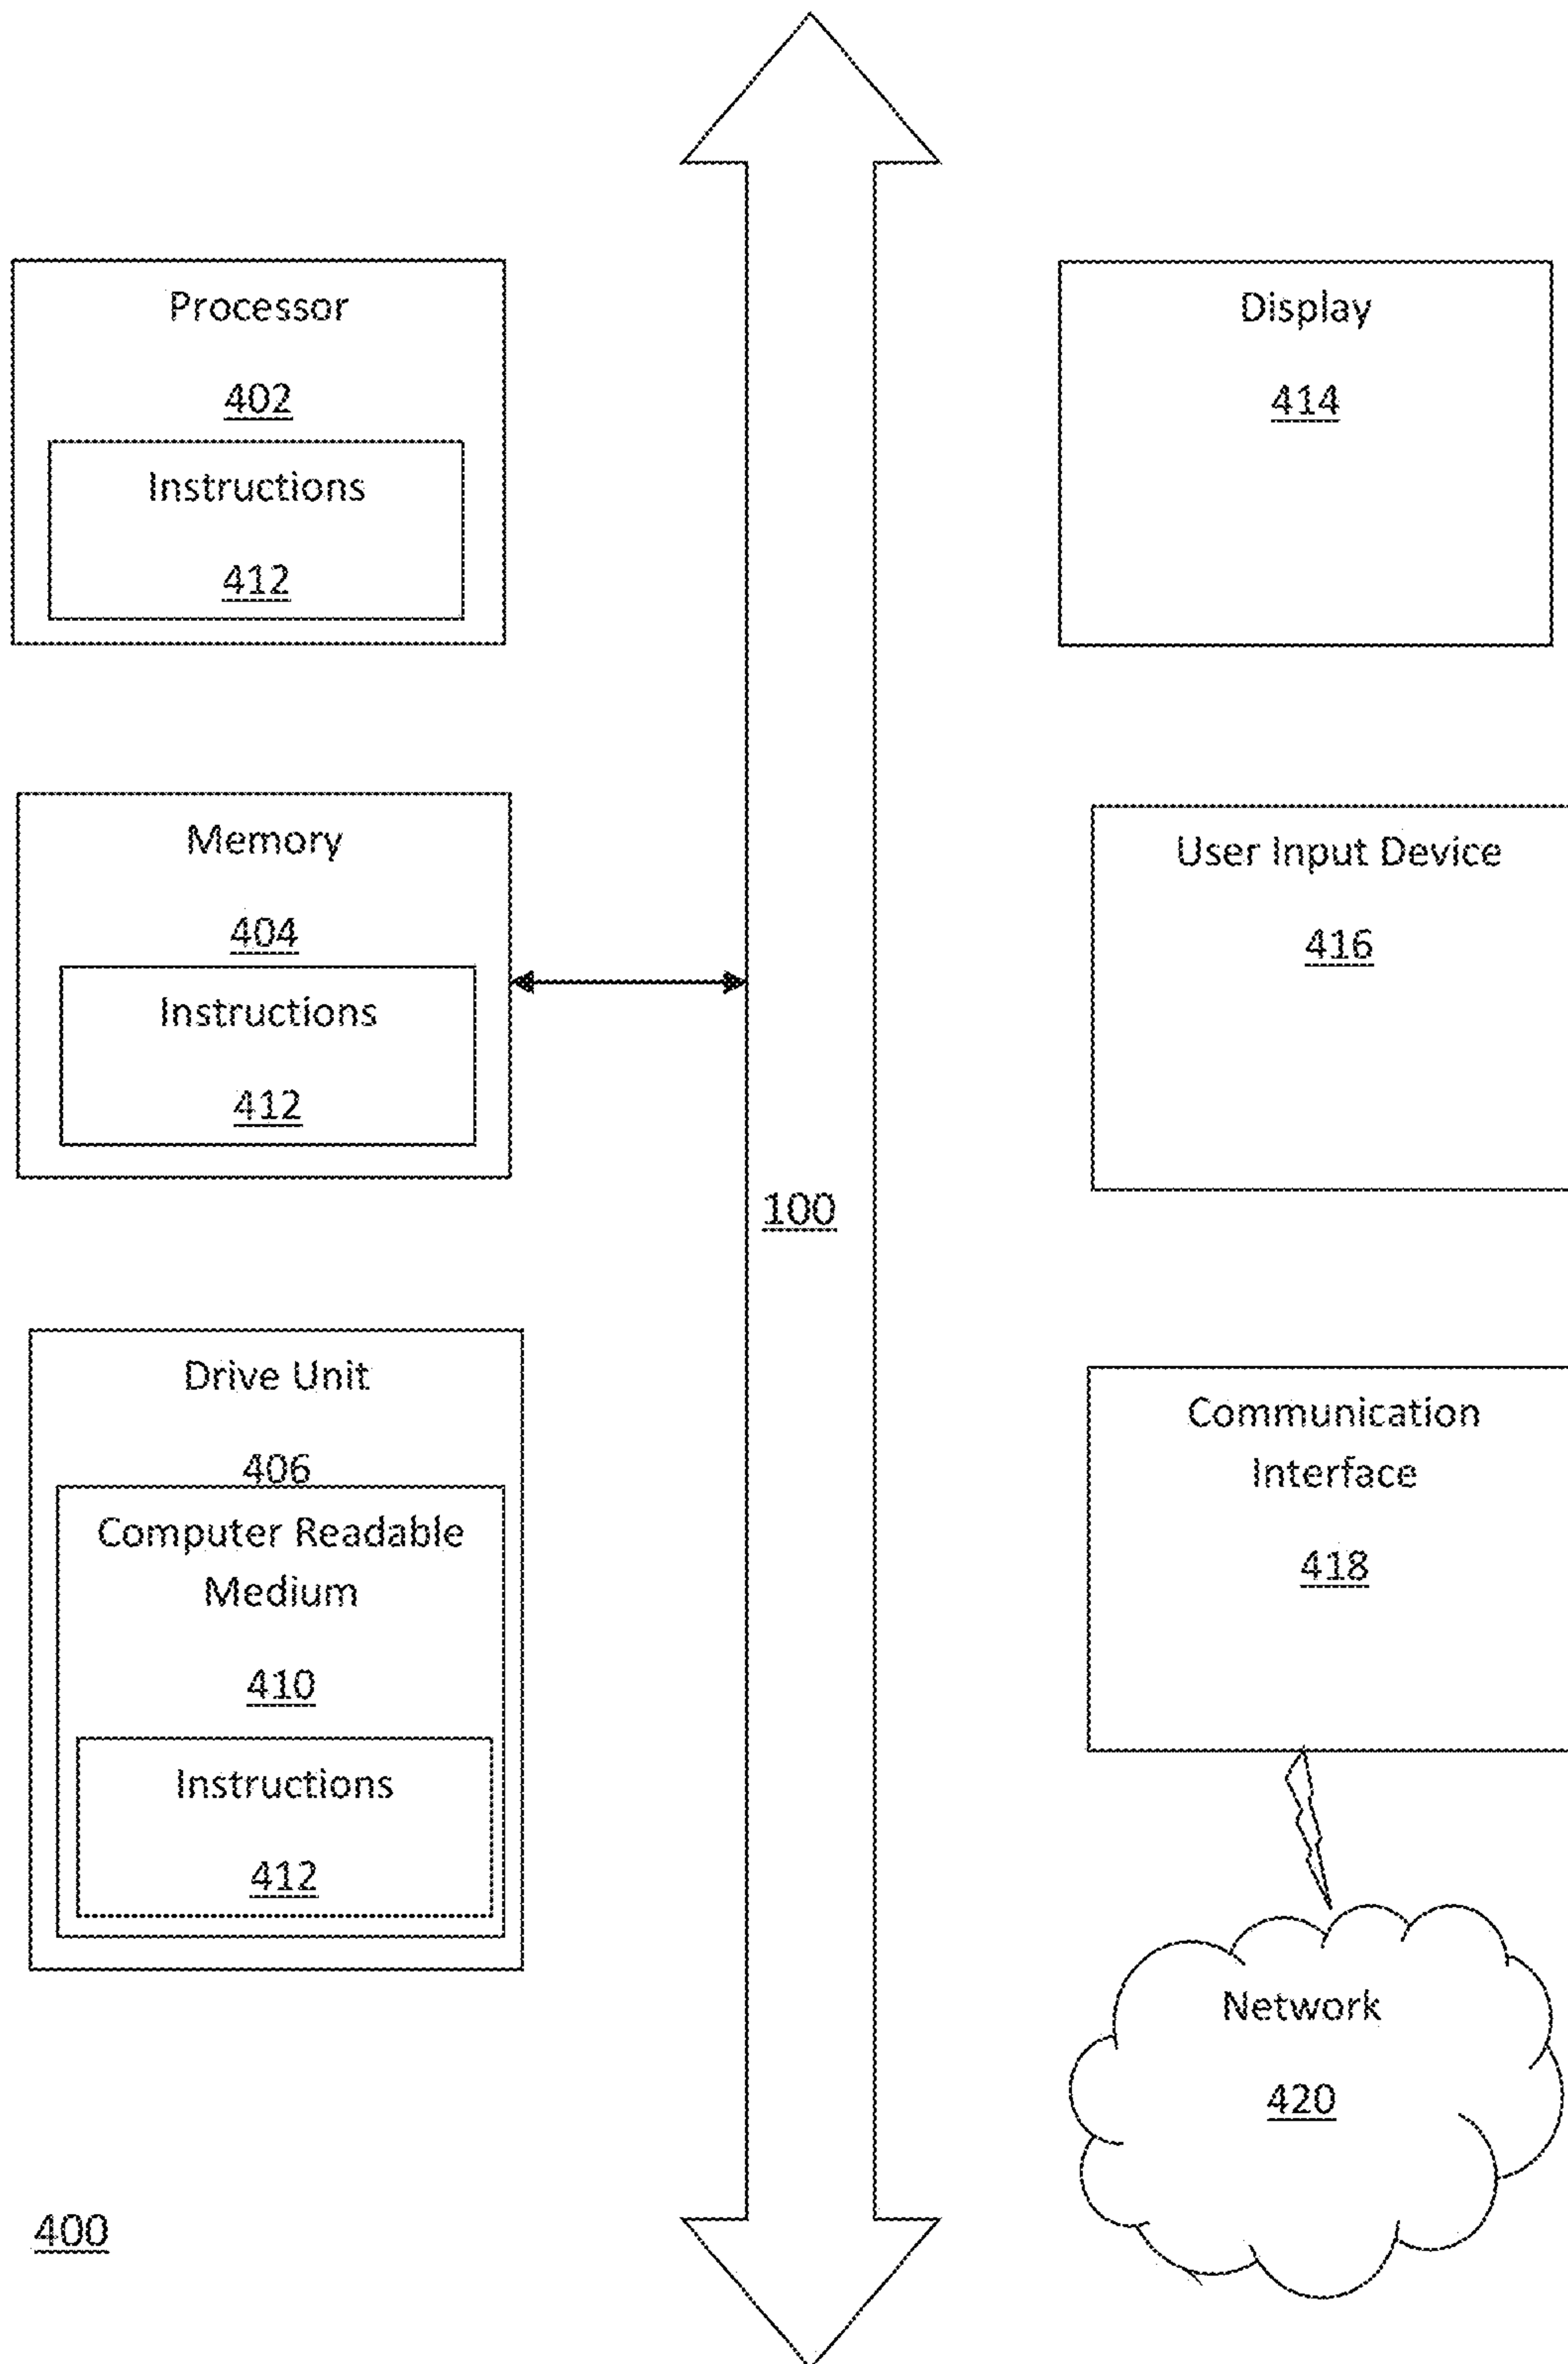 Processor
402
Instructions
412
Memory
404
Instructions
412
Drive Unit
406
Computer Readable
Medium
410
Instructions
412
400
100
Display
414
User Input Device
416
Communication
Interface
418
Network
420